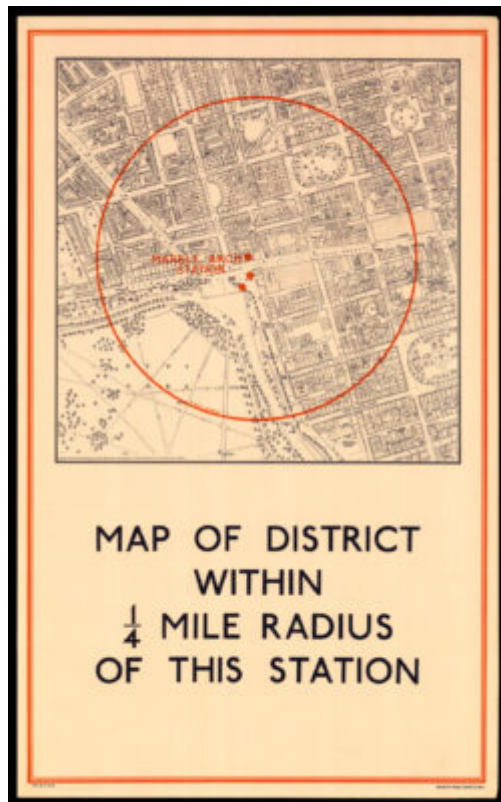 MARBLE ARCH
STATION
MAP OF DISTRICT
WITHIN
1/4 MILE RADIUS
OF THIS STATION